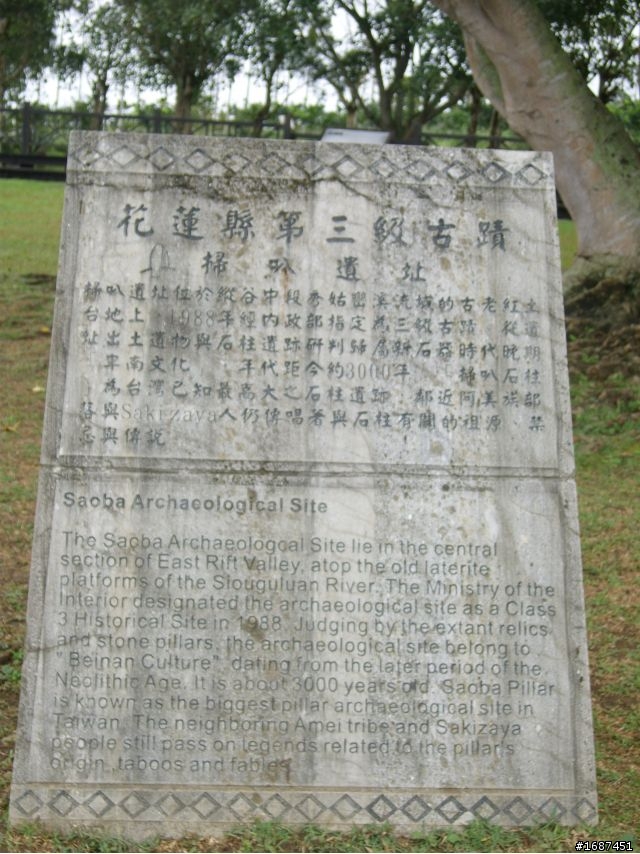 花蓮縣第三級古蹟
掃叭遺址
掃叭遺址位於縱谷中段秀姑巒溪流域的古老紅土
台地上 1988年經內政部指定為三級古蹟 從遺
址出土遺物與石柱遺跡研判歸屬新石器時代晚期
卑南文化 年代距今約3000年 掃叭石柱
為台灣已知最高大之石柱遺跡 鄰近阿美族、
與Sakizaya人仍傳唱著與石柱有關的祖源、禁
忌與傳說
Saoba Archaeological Site
The Saoba Archaeologcal Site lie in the central
section of East Rift Valley, atop the old laterite
platforms of the Siouguluan River. The Ministry of the
Interior designated the archaeological site as a Class
3 Historical Site in 1988. Judging by the extant relics
and stone pillars, the archaeological site belong to
"Beinan Culture", dating from the later period of the
Neolithic Age. It is about 3000 years old. Saoba Pillar
is known as the biggest pillar archaeological site in
Taiwan. The neighboring Amei tribe and Sakizaya
people still pass on legends related to the pillar's
origin, taboos and fables
#1687451